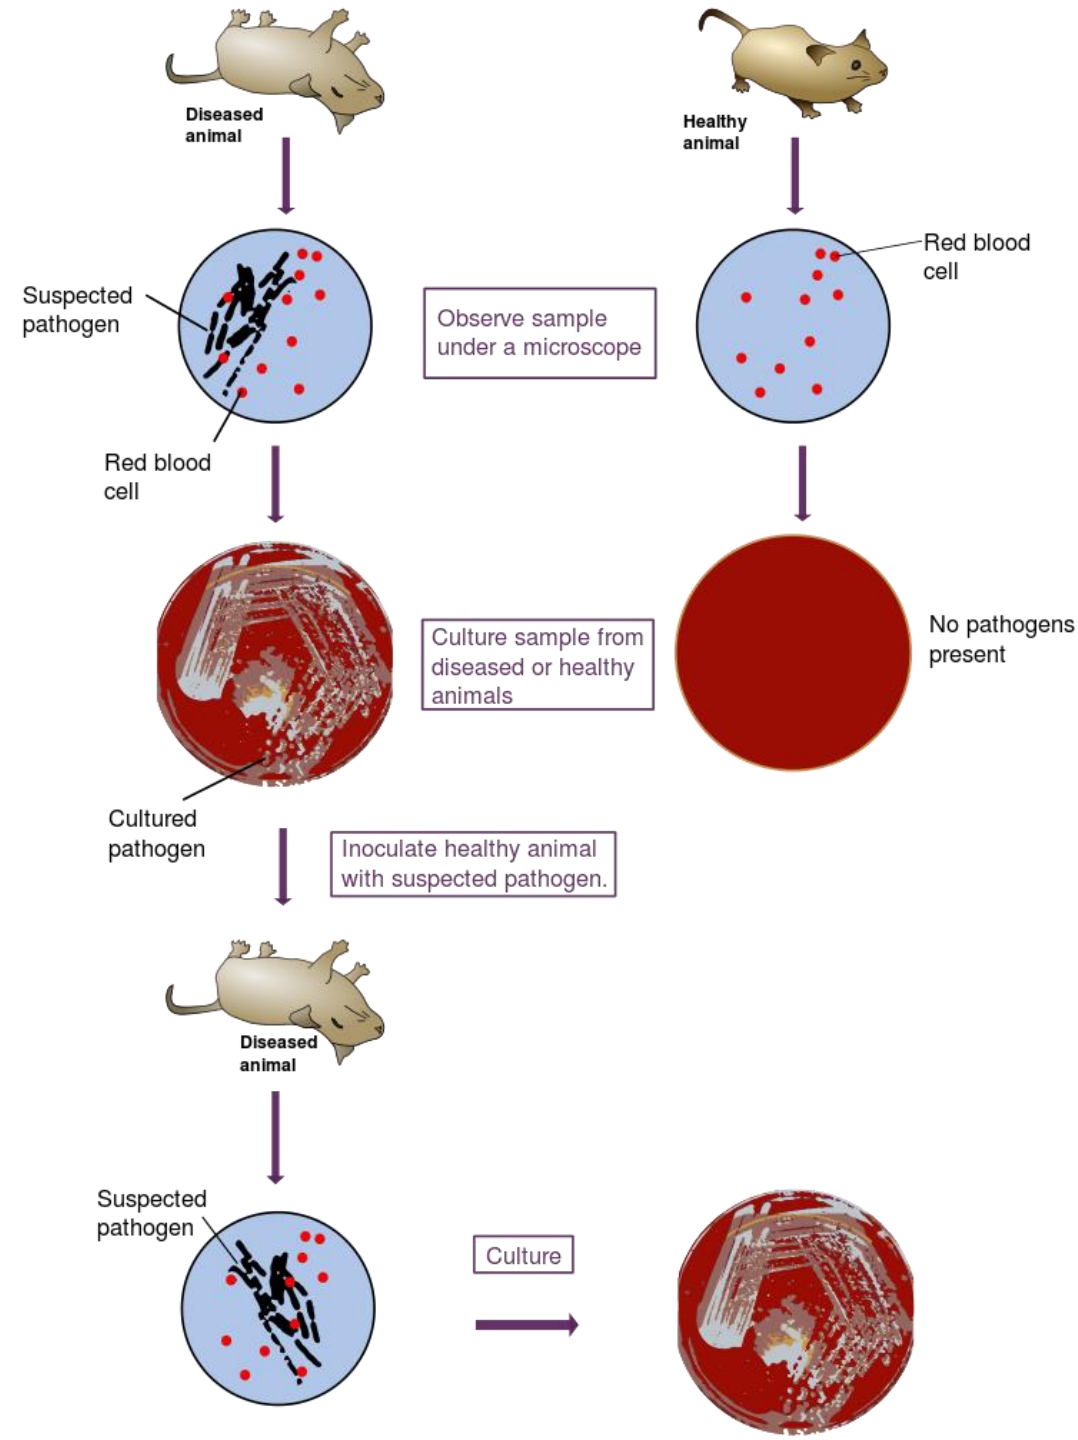 Diseased
animal
Healthy
animal
Red blood
cell
Suspected
pathogen
Observe sample
under a microscope
Red blood
cell
Culture sample from
diseased or healthy
animals
No pathogens
present
Cultured
pathogen
Inoculate healthy animal
with suspected pathogen.
Diseased
animal
Suspected
pathogen
Culture